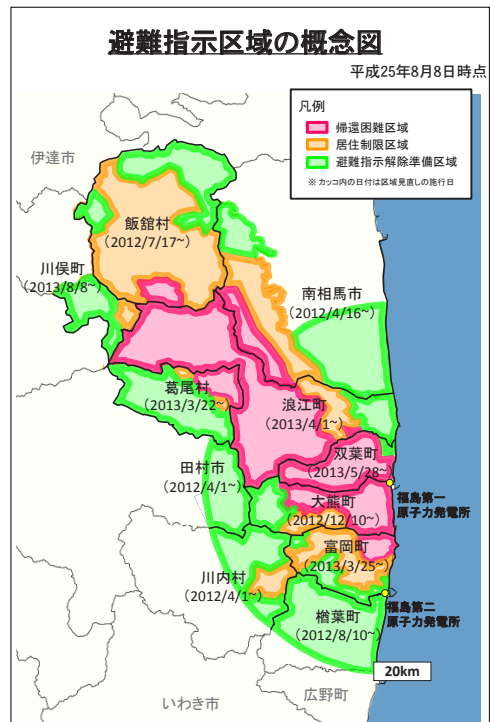 避難指示区域の概念図
平成25年8月8日時点
凡例
帰還困難区域
居住制限区域
避難指示解除準備区域
※ カッコ内の日付は区域見直しの施行日
伊達市
飯舘村
(2012/7/17~)
川俣町
(2013/8/8~)
南相馬市
(2012/4/16~)
葛尾村
(2013/3/22~)
浪江町
(2013/4/1~)
双葉町
(2013/5/28~)
田村市
(2012/4/1~)
大熊町
(2012/12/10~)
福島第一
原子力発電所
富岡町
(2013/3/25~)
川内村
(2012/4/1~)
福島第二
原子力発電所
楢葉町
(2012/8/10~)
20km
いわき市
広野町